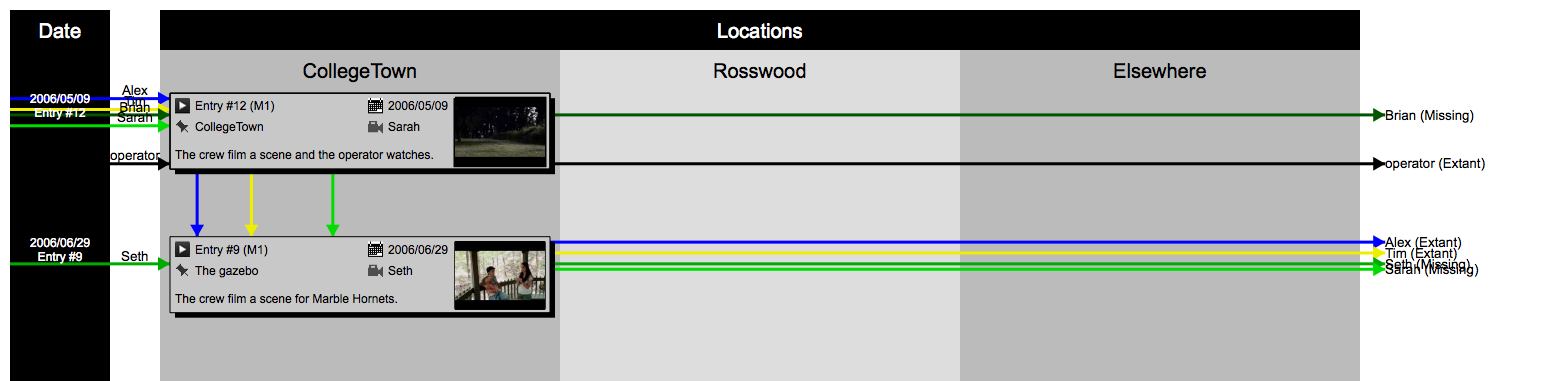 Date
Locations
CollegeTown
Rosswood
Elsewhere
Alex
Tim
Brian
Sarah
2006/05/09
Entry #12
Entry #12 (M1)
2006/05/09
CollegeTown
Sarah
The crew film a scene and the operator watches.
Brian (Missing)
operator
operator (Extant)
2006/06/29
Entry #9
Seth
Entry #9 (M1)
2006/06/29
The gazebo
Seth
The crew film a scene for Marble Hornets.
Alex (Extant)
Tim (Extant)
Seth (Missing)
Sarah (Missing)